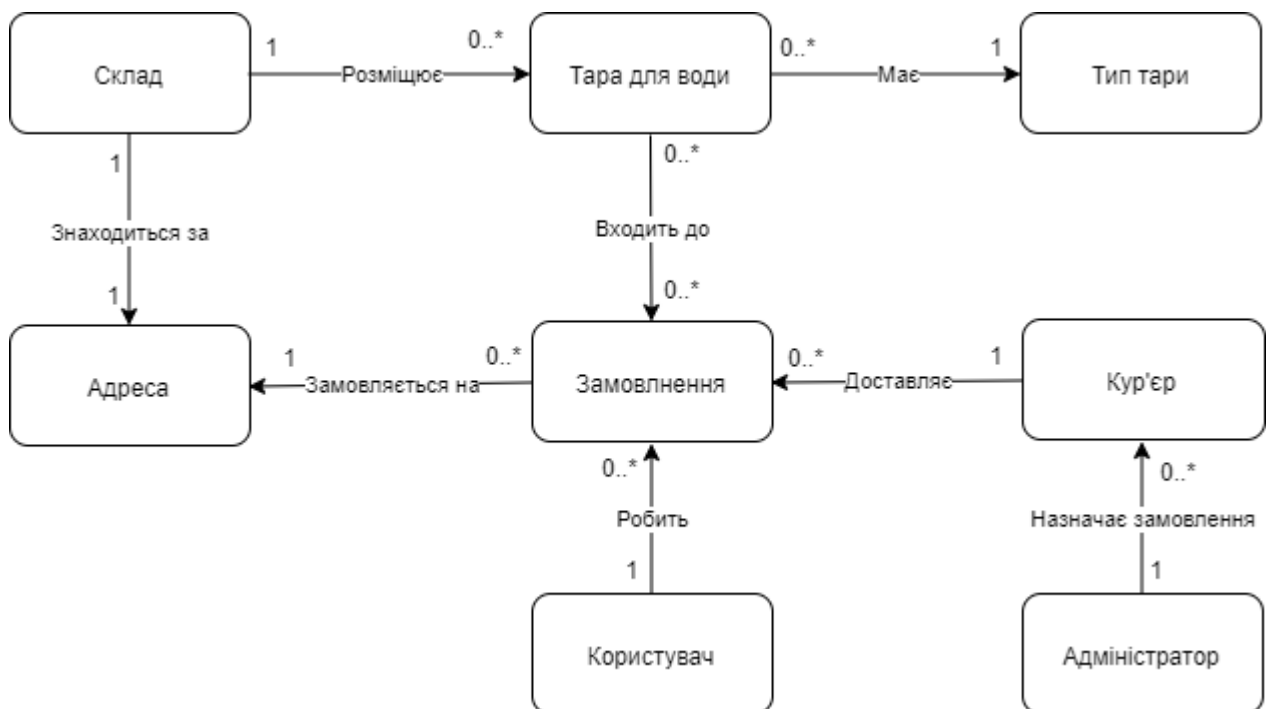 1
0..*
0..*
1
Склад
Розміщує
Тара для води
Має
Тип тари
1
0..*
Знаходиться за
Входить до
1
0..*
1
0..*
0..*
1
Адреса
Замовляється на
Замовлнення
Доставляє
Кур'єр
0..*
0..*
Робить
Назначає замовлення
1
1
Користувач
Адміністратор